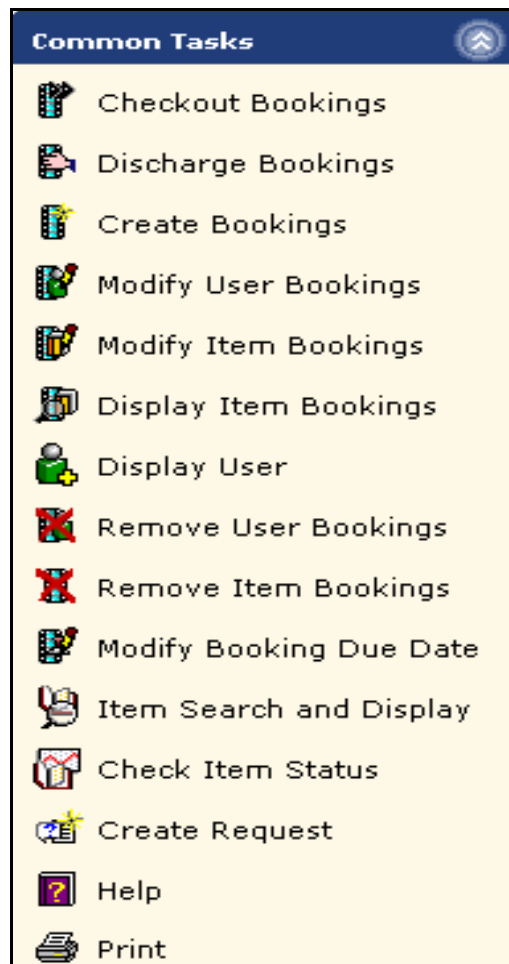 Common Tasks
Checkout Bookings
Discharge Bookings
Create Bookings
Modify User Bookings
Modify Item Bookings
Display Item Bookings
Display User
Remove User Bookings
Remove Item Bookings
Modify Booking Due Date
Item Search and Display
Check Item Status
Create Request
Help
Print